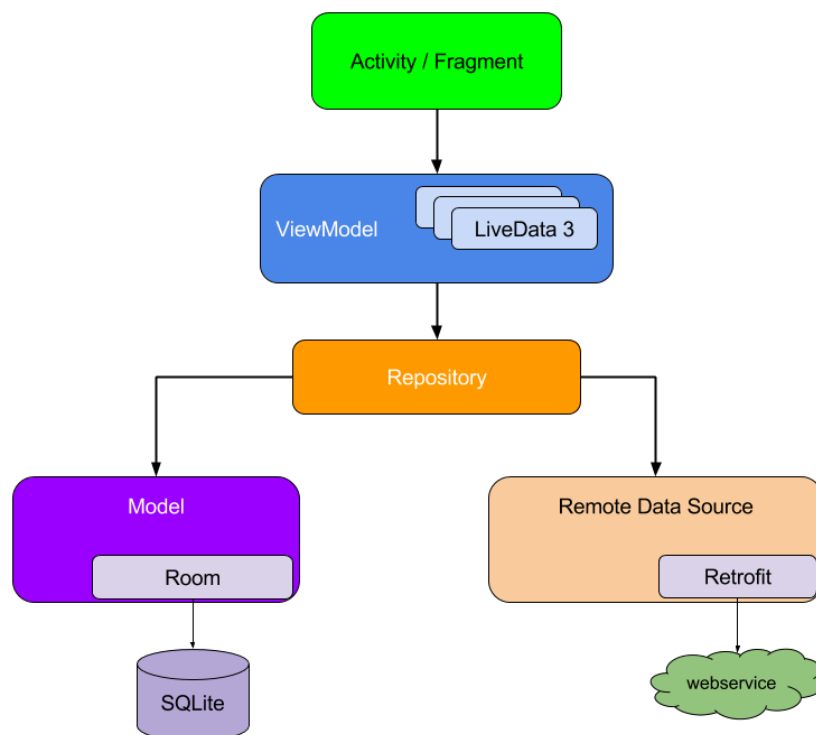 Activity / Fragment
ViewModel
LiveData 3
Repository
Model
Remote Data Source
Room
Retrofit
SQLite
webservice